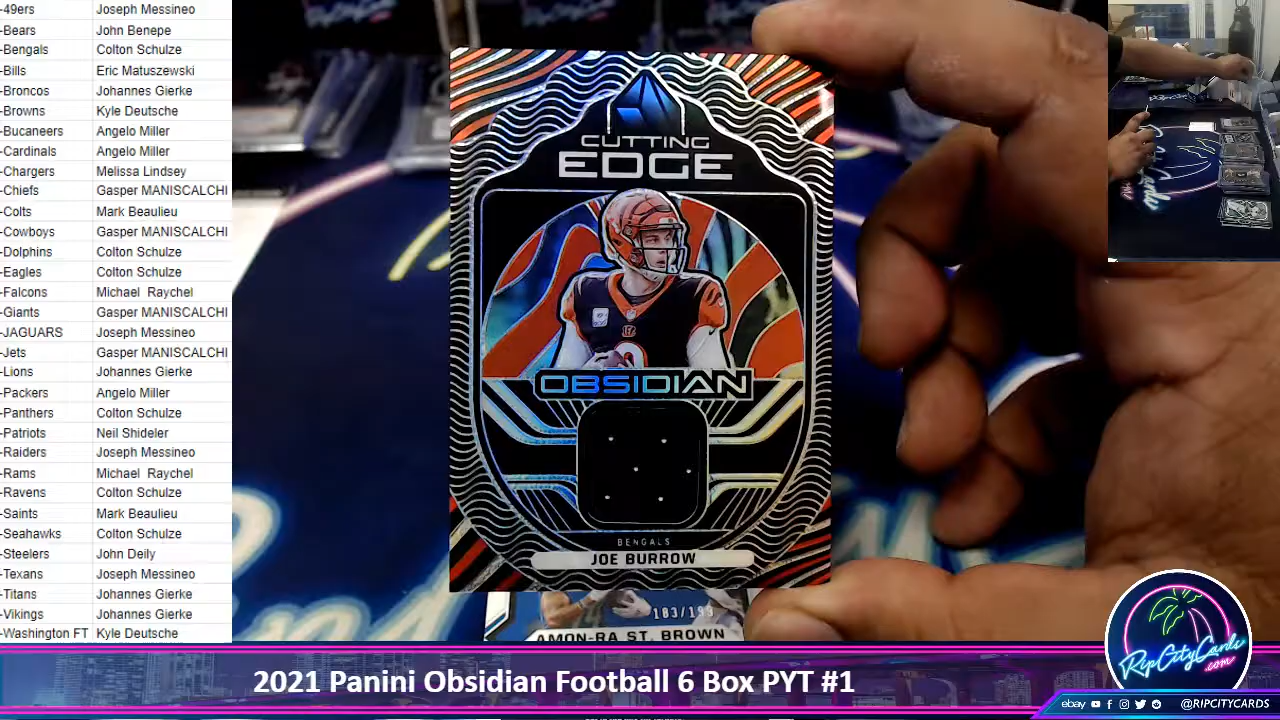 -49ers Joseph Messineo
-Bears John Benepe
-Bengals Colton Schulze
-Bills Eric Matuszewski
-Broncos Johannes Gierke
-Browns Kyle Deutsche
-Bucaneers Angelo Miller
-Cardinals Angelo Miller
-Chargers Melissa Lindsey
-Chiefs Gasper MANISCALCHI
-Colts Mark Beaulieu
-Cowboys Gasper MANISCALCHI
-Dolphins Colton Schulze
-Eagles Colton Schulze
-Falcons Michael Raychel
-Giants Gasper MANISCALCHI
-JAGUARS Joseph Messineo
-Jets Gasper MANISCALCHI
-Lions Johannes Gierke
-Packers Angelo Miller
-Panthers Colton Schulze
-Patriots Neil Shideler
-Raiders Joseph Messineo
-Rams Michael Raychel
-Ravens Colton Schulze
-Saints Mark Beaulieu
-Seahawks Colton Schulze
-Steelers John Deily
-Texans Joseph Messineo
-Titans Johannes Gierke
-Vikings Johannes Gierke
-Washington FT Kyle Deutsche
CUTTING
EDGE
OBSIDIAN
BENGALS
JOE BURROW
183/199
AMON-RA ST. BROWN
2021 Panini Obsidian Football 6 Box PYT #1
RipCityCards
.com
ebay @RIPCITYCARDS